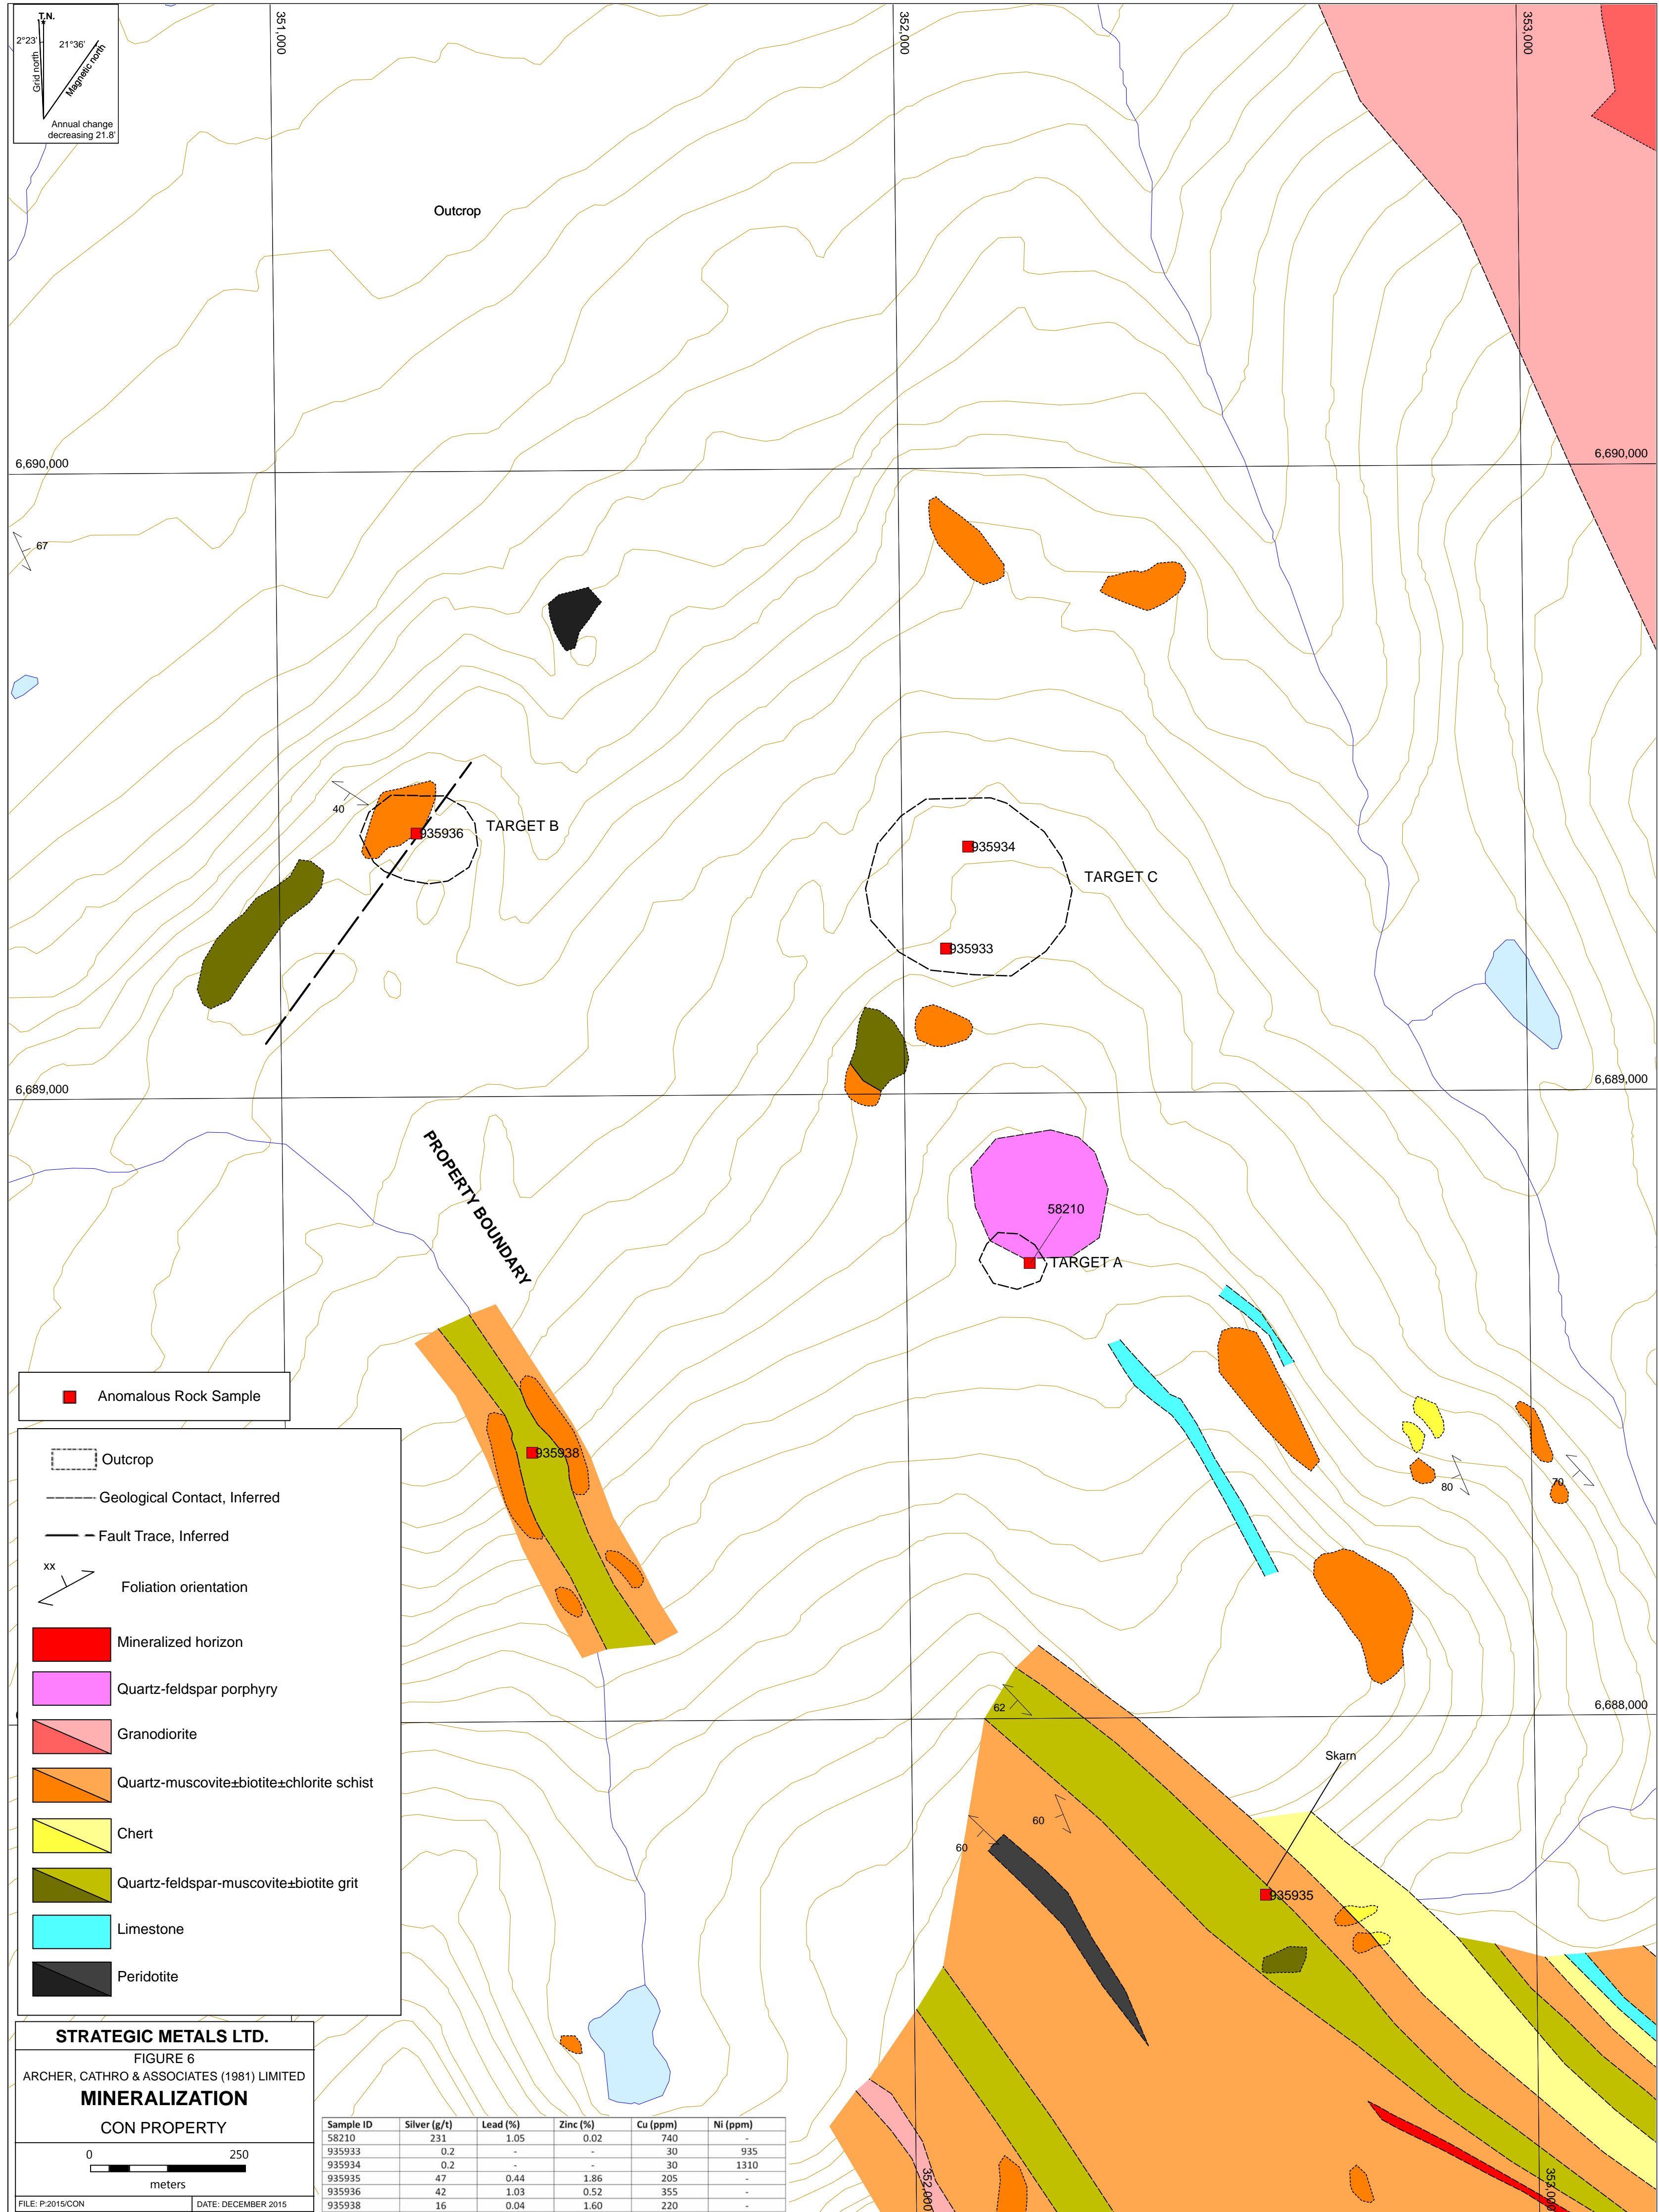 T.N.
2°23'
21°36'
Grid north
Magnetic north
Annual change
decreasing 21.8'
351,000
352,000
353,000
Outcrop
6,690,000
6,690,000
67
40
935936
TARGET B
935934
TARGET C
935933
6,689,000
6,689,000
PROPERTY BOUNDARY
58210
TARGET A
Anomalous Rock Sample
935938
80
70
Outcrop
Geological Contact, Inferred
Fault Trace, Inferred
xx
Foliation orientation
Mineralized horizon
Quartz-feldspar porphyry
Granodiorite
Quartz-muscovite±biotite±chlorite schist
Chert
Quartz-feldspar-muscovite±biotite grit
Limestone
Peridotite
62
6,688,000
Skarn
60
60
935935
STRATEGIC METALS LTD.
FIGURE 6
ARCHER, CATHRO & ASSOCIATES (1981) LIMITED
MINERALIZATION
CON PROPERTY
0 250
meters
FILE: P:2015/CON DATE: DECEMBER 2015
Sample ID Silver (g/t) Lead (%) Zinc (%) Cu (ppm) Ni (ppm)
58210 231 1.05 0.02 740 -
935933 0.2 - - 30 935
935934 0.2 - - 30 1310
935935 47 0.44 1.86 205 -
935936 42 1.03 0.52 355 -
935938 16 0.04 1.60 220 -
352,000
353,000